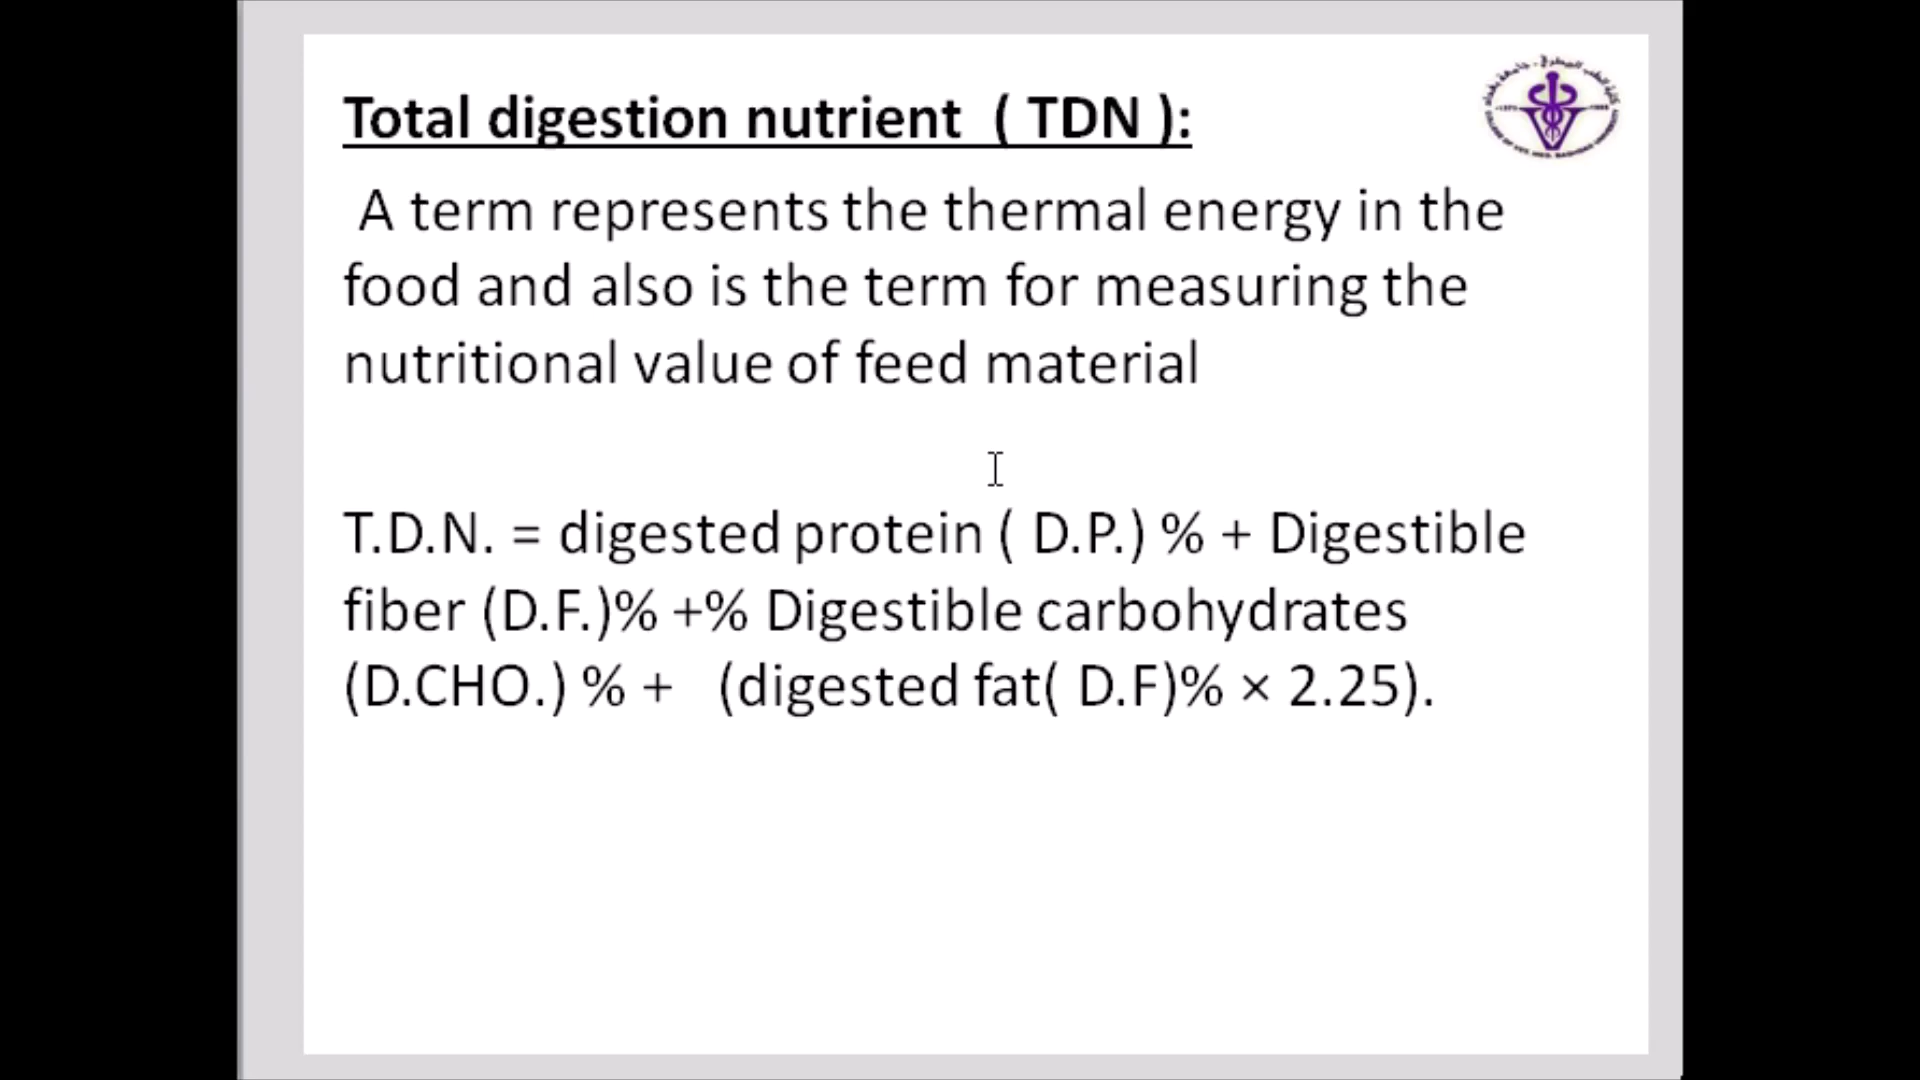 Total digestion nutrient ( TDN ):
A term represents the thermal energy in the
food and also is the term for measuring the
nutritional value of feed material
T.D.N. = digested protein ( D.P.) % + Digestible
fiber (D.F.)% +% Digestible carbohydrates
(D.CHO.) % + (digested fat( D.F)% × 2.25).